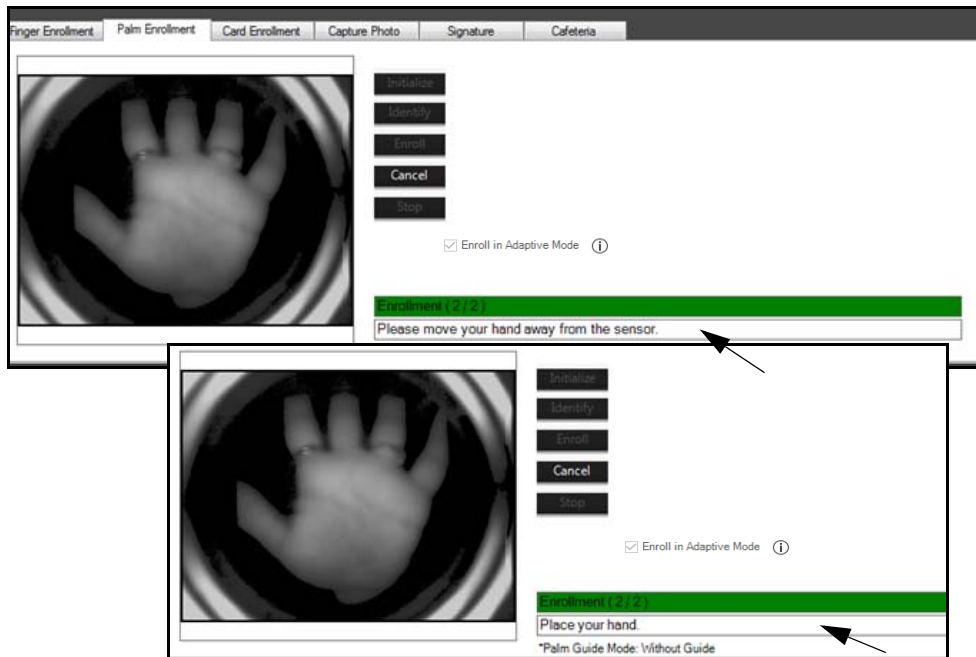 Finger Enrollment Palm Enrollment Card Enrollment Capture Photo Signature Cafeteria
Initialize
Identify
Enroll
Cancel
Stop
Enroll in Adaptive Mode
Enrollment ( 2 / 2 )
Please move your hand away from the sensor.
Initialize
Identify
Enroll
Cancel
Stop
Enroll in Adaptive Mode
Enrollment ( 2 / 2 )
Place your hand.
*Palm Guide Mode: Without Guide